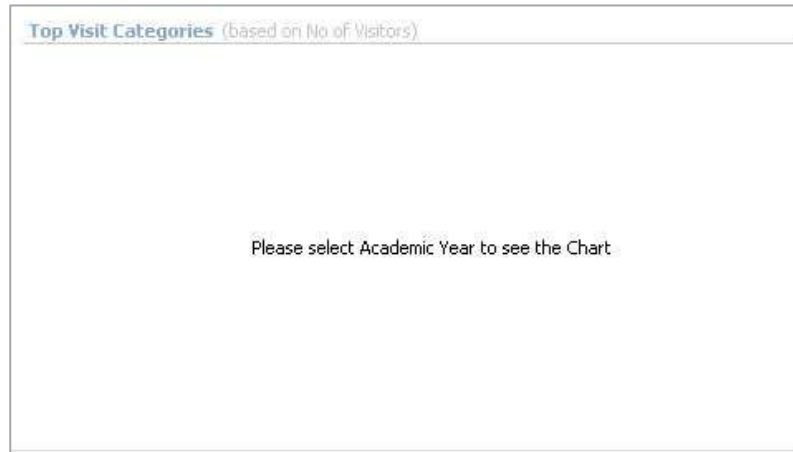 Top Visit Categories (based on No of Visitors)
Please select Academic Year to see the Chart